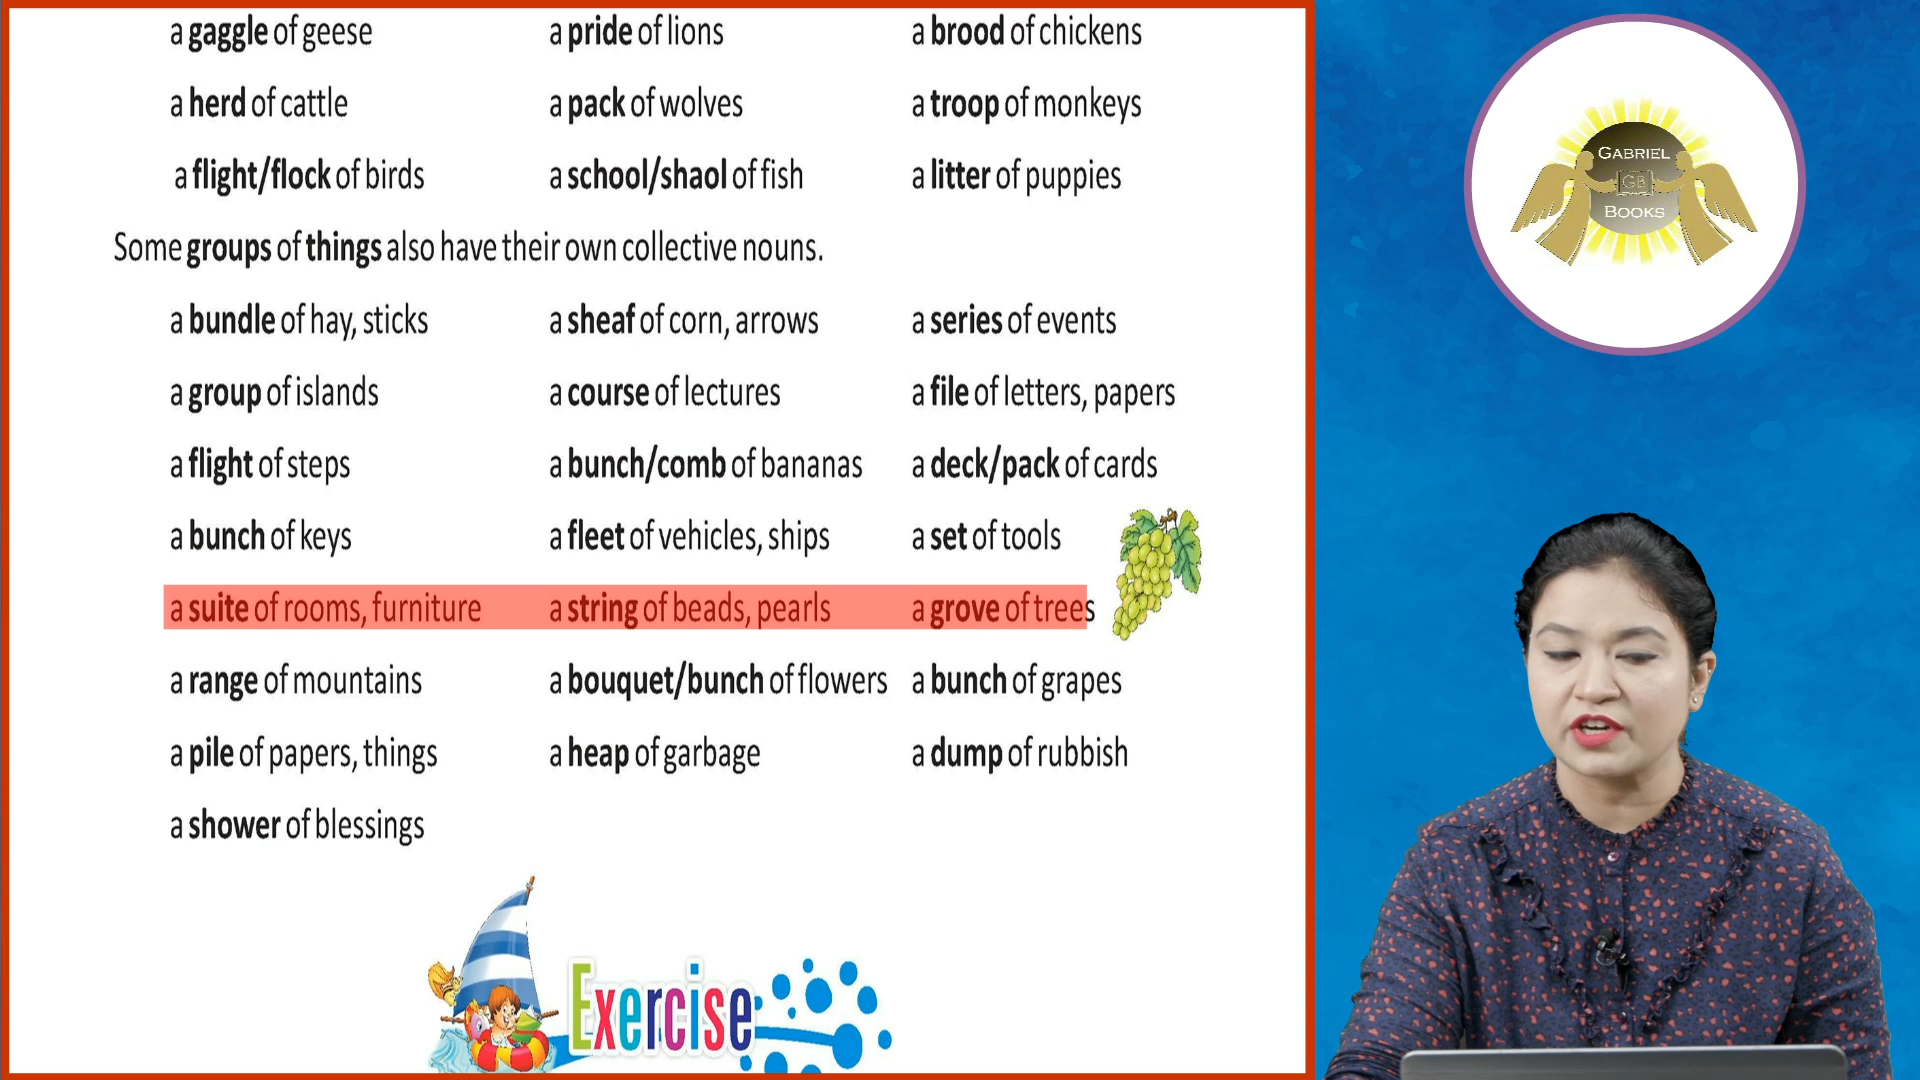 a gaggle of geese a pride of lions a brood of chickens
a herd of cattle a pack of wolves a troop of monkeys
a flight/flock of birds a school/shaol of fish a litter of puppies
Some groups of things also have their own collective nouns.
a bundle of hay, sticks a sheaf of corn, arrows a series of events
a group of islands a course of lectures a file of letters, papers
a flight of steps a bunch/comb of bananas a deck/pack of cards
a bunch of keys a fleet of vehicles, ships a set of tools
a suite of rooms, furniture a string of beads, pearls a grove of trees
a range of mountains a bouquet/bunch of flowers a bunch of grapes
a pile of papers, things a heap of garbage a dump of rubbish
a shower of blessings
Exercise
GABRIEL
GB
BOOKS